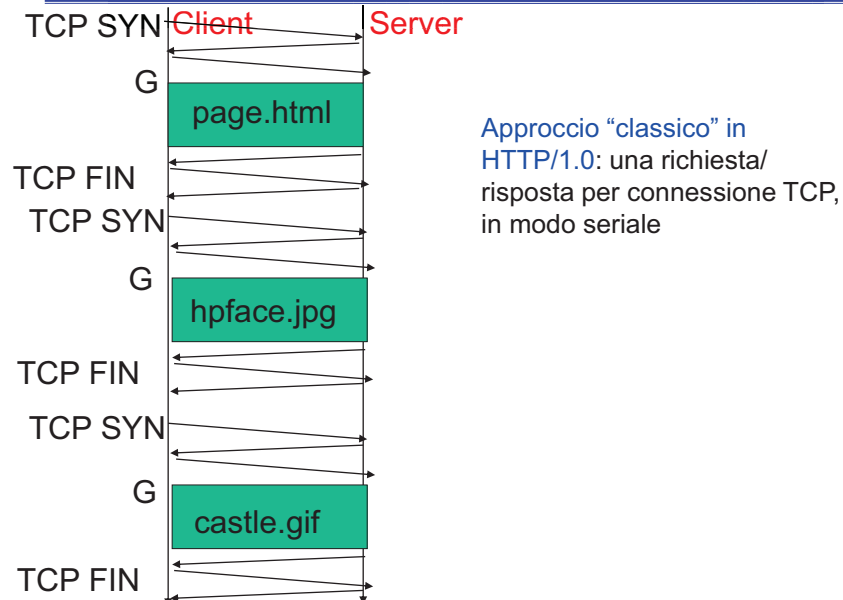 TCP SYN Client Server
G
page.html
Approccio “classico” in
HTTP/1.0: una richiesta/
risposta per connessione TCP,
in modo seriale
TCP FIN
TCP SYN
G
hpface.jpg
TCP FIN
TCP SYN
G
castle.gif
TCP FIN